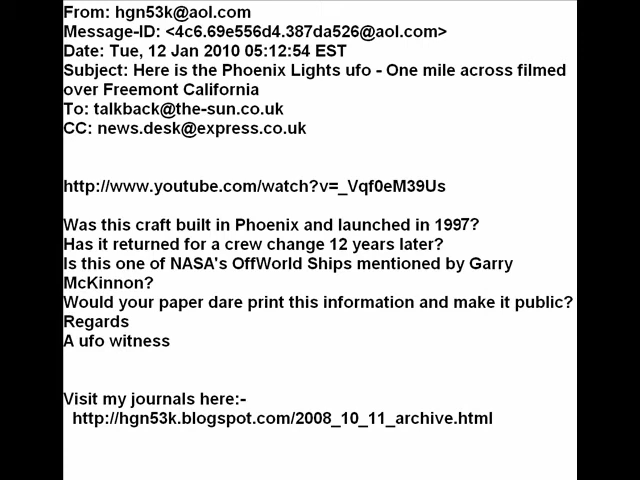 From: hgn53k@aol.com
Message-ID: <4c6.69e556d4.387da526@aol.com>
Date: Tue, 12 Jan 2010 05:12:54 EST
Subject: Here is the Phoenix Lights ufo - One mile across filmed
over Freemont California
To: talkback@the-sun.co.uk
CC: news.desk@express.co.uk
http://www.youtube.com/watch?v=_Vqf0eM39Us
Was this craft built in Phoenix and launched in 1997?
Has it returned for a crew change 12 years later?
Is this one of NASA's OffWorld Ships mentioned by Garry
McKinnon?
Would your paper dare print this information and make it public?
Regards
A ufo witness
Visit my journals here:-
http://hgn53k.blogspot.com/2008_10_11_archive.html